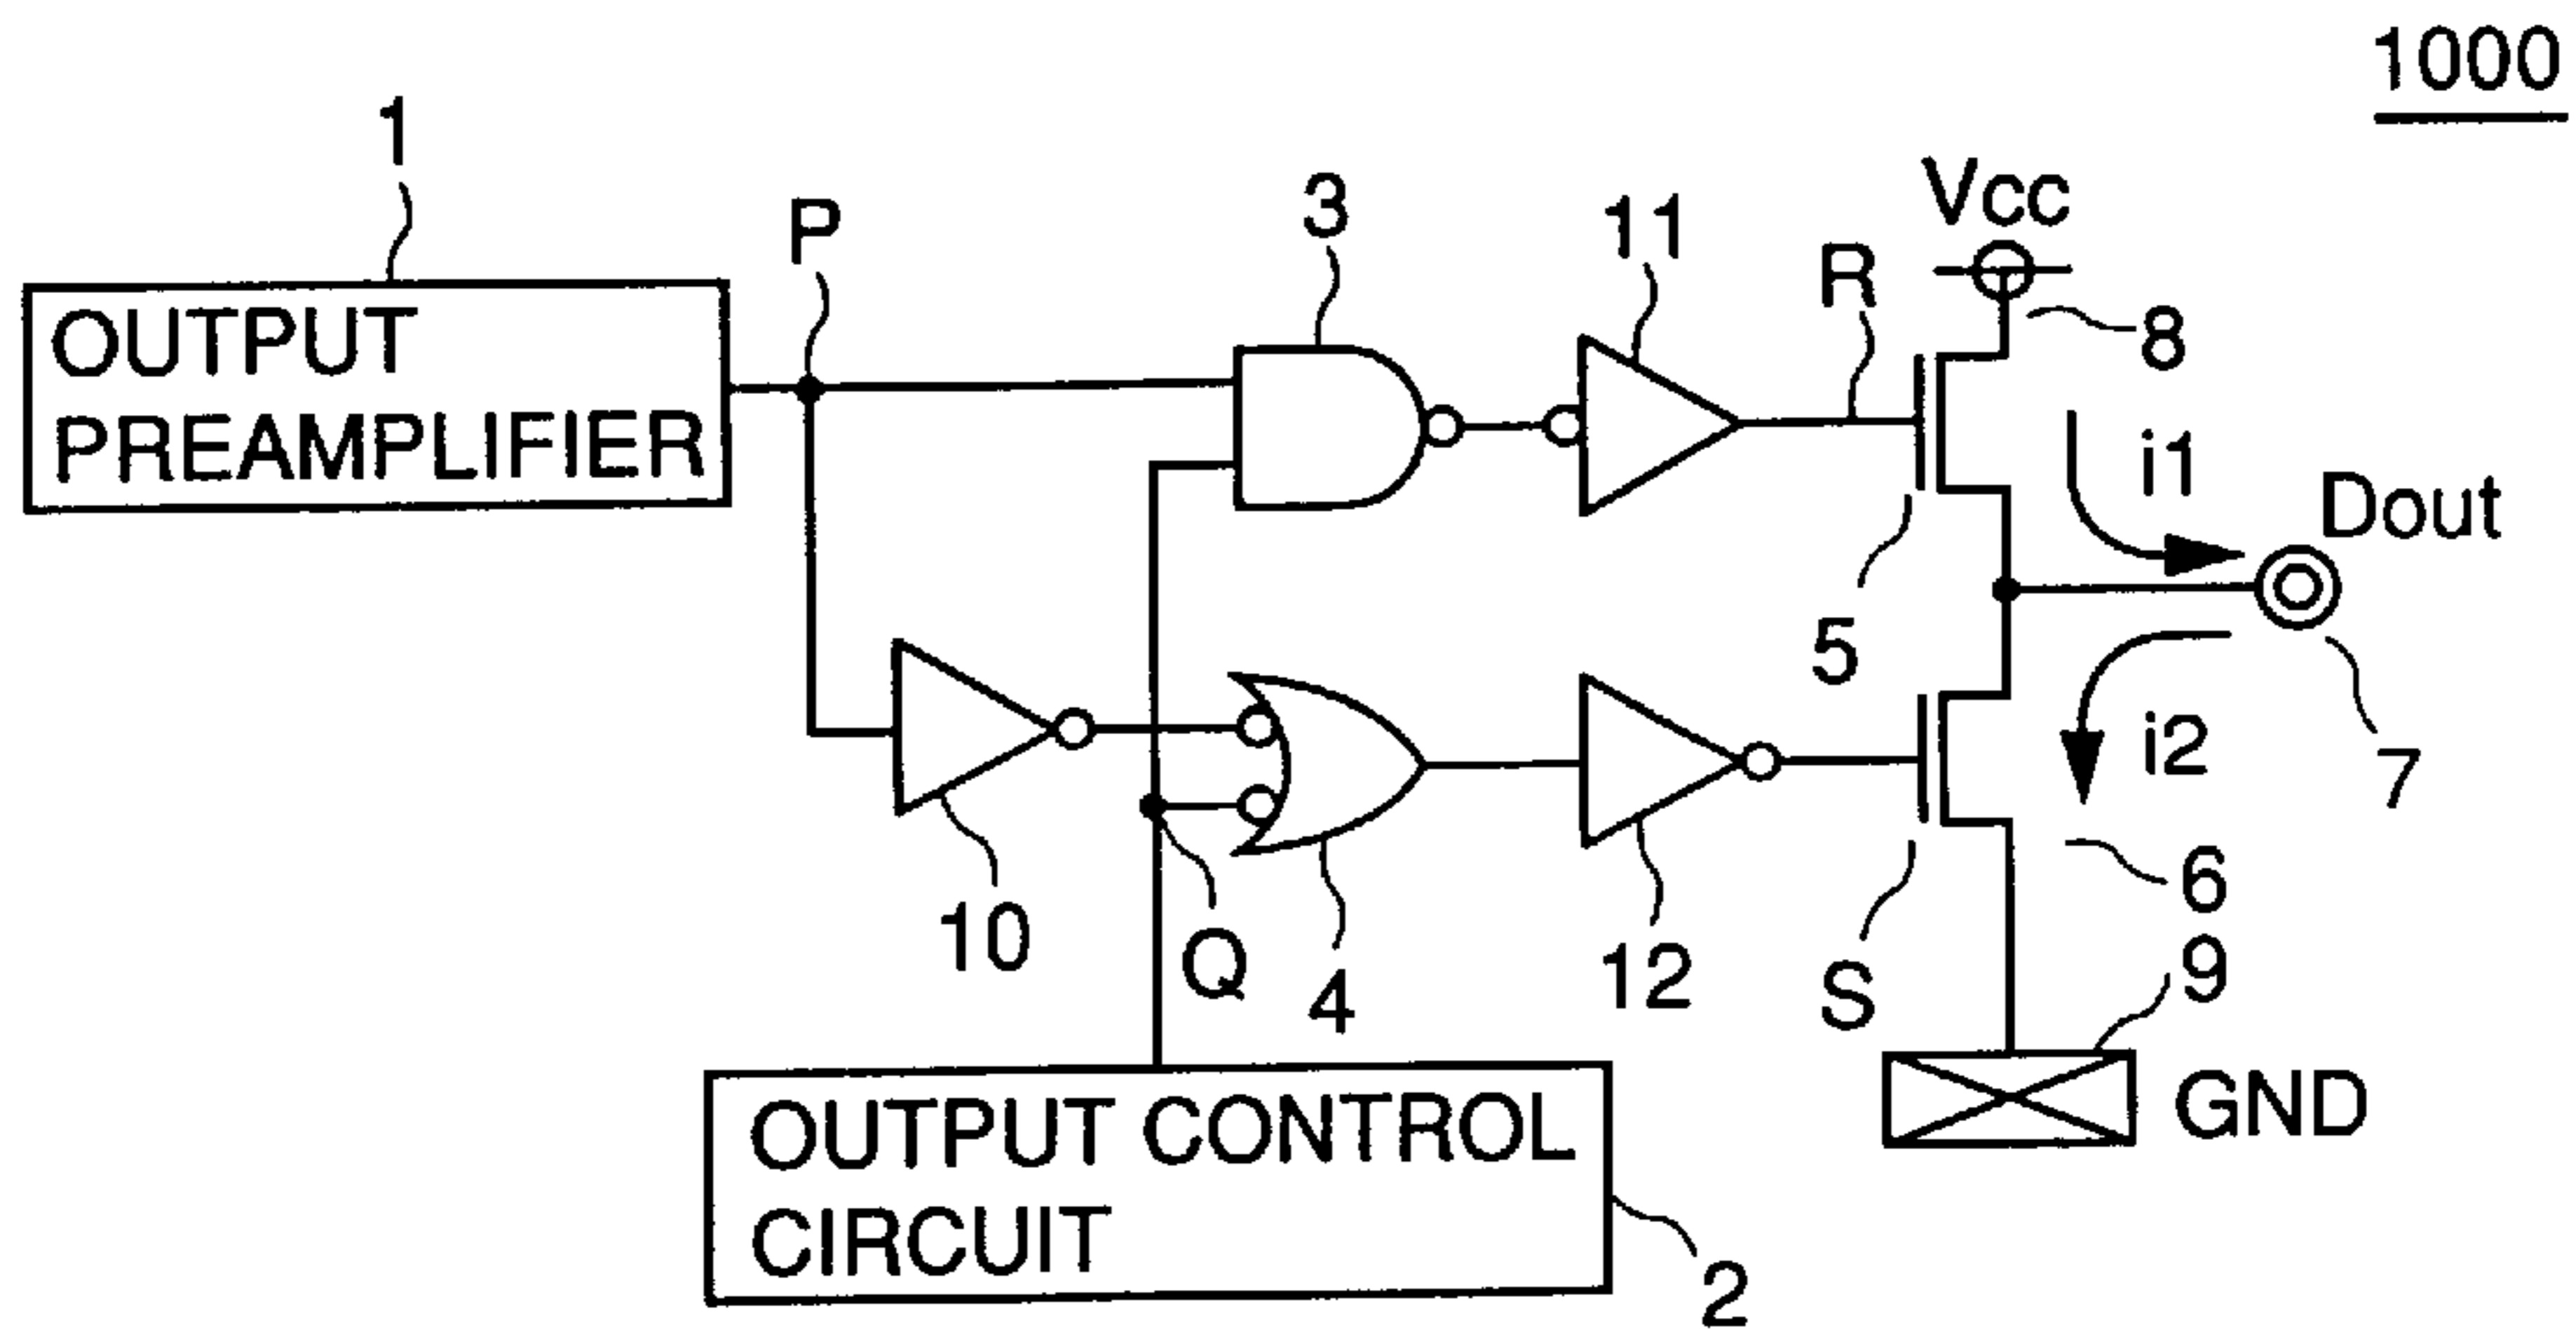 1000
1
P
3
11
R
Vcc
8
OUTPUT
PREAMPLIFIER
i1
Dout
5
i2
7
10
Q
4
12
S
6
9
GND
OUTPUT CONTROL
CIRCUIT
2